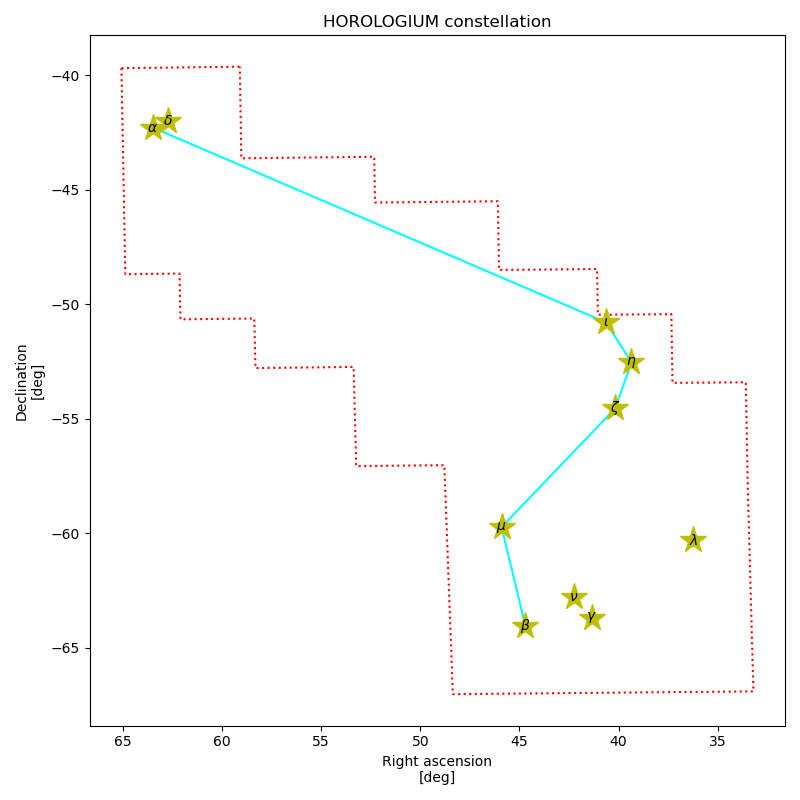 HOROLOGIUM constellation
−40
α δ
−45
−50
ι
η
ζ
−55
μ
−60
λ
ν
γ
β
−65
Declination
[deg]
65 60 55 50 45 40 35
Right ascension
[deg]